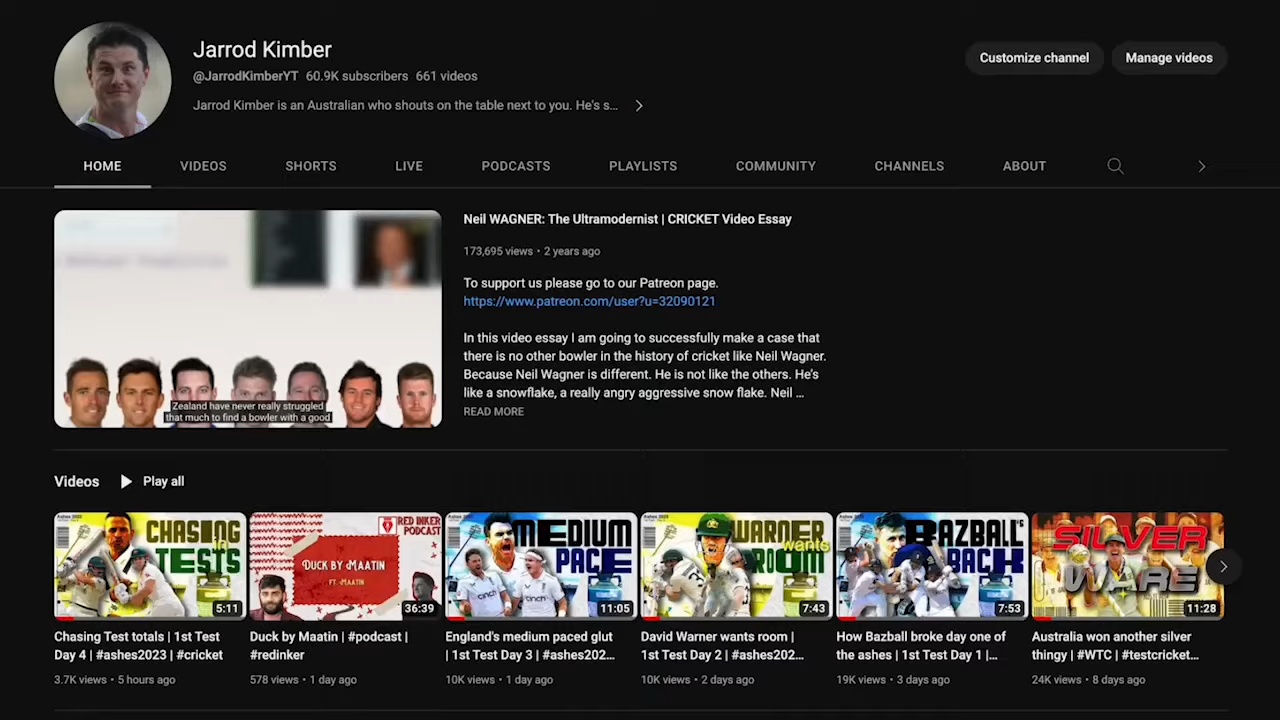 Jarrod Kimber
@JarrodKimberYT 60.9K subscribers 661 videos
Jarrod Kimber is an Australian who shouts on the table next to you. He's s...
Customize channel
Manage videos
HOME VIDEOS SHORTS LIVE PODCASTS PLAYLISTS COMMUNITY CHANNELS ABOUT
Zealand have never really struggled
that much to find a bowler with a good
Neil WAGNER: The Ultramodernist | CRICKET Video Essay
173,695 views • 2 years ago
To support us please go to our Patreon page.
https://www.patreon.com/user?u=32090121
In this video essay I am going to successfully make a case that
there is no other bowler in the history of cricket like Neil Wagner.
Because Neil Wagner is different. He is not like the others. He's
like a snowflake, a really angry aggressive snow flake. Neil ...
READ MORE
Videos Play all
Ashes 2023
CHASING
TESTS
5:11
Chasing Test totals | 1st Test
Day 4 | #ashes2023 | #cricket
3.7K views • 5 hours ago
RED INKER
PODCAST
DUCK BY MAATIN
FT. MAATIN
36:39
Duck by Maatin | #podcast |
#redinker
578 views • 1 day ago
Ashes 2023
MEDIUM
PACE
cinch
cinch
11:05
England's medium paced glut
| 1st Test Day 3 | #ashes202...
10K views • 1 day ago
Ashes 2023
WARNER
wants
ROOM
7:43
David Warner wants room |
1st Test Day 2 | #ashes202...
10K views • 2 days ago
Ashes 2023
BAZBALL'S
BACK
cinch
7:53
How Bazball broke day one of
the ashes | 1st Test Day 1 |...
19K views • 3 days ago
SILVER
WARE
11:28
Australia won another silver
thingy | #WTC | #testcricket...
24K views • 8 days ago